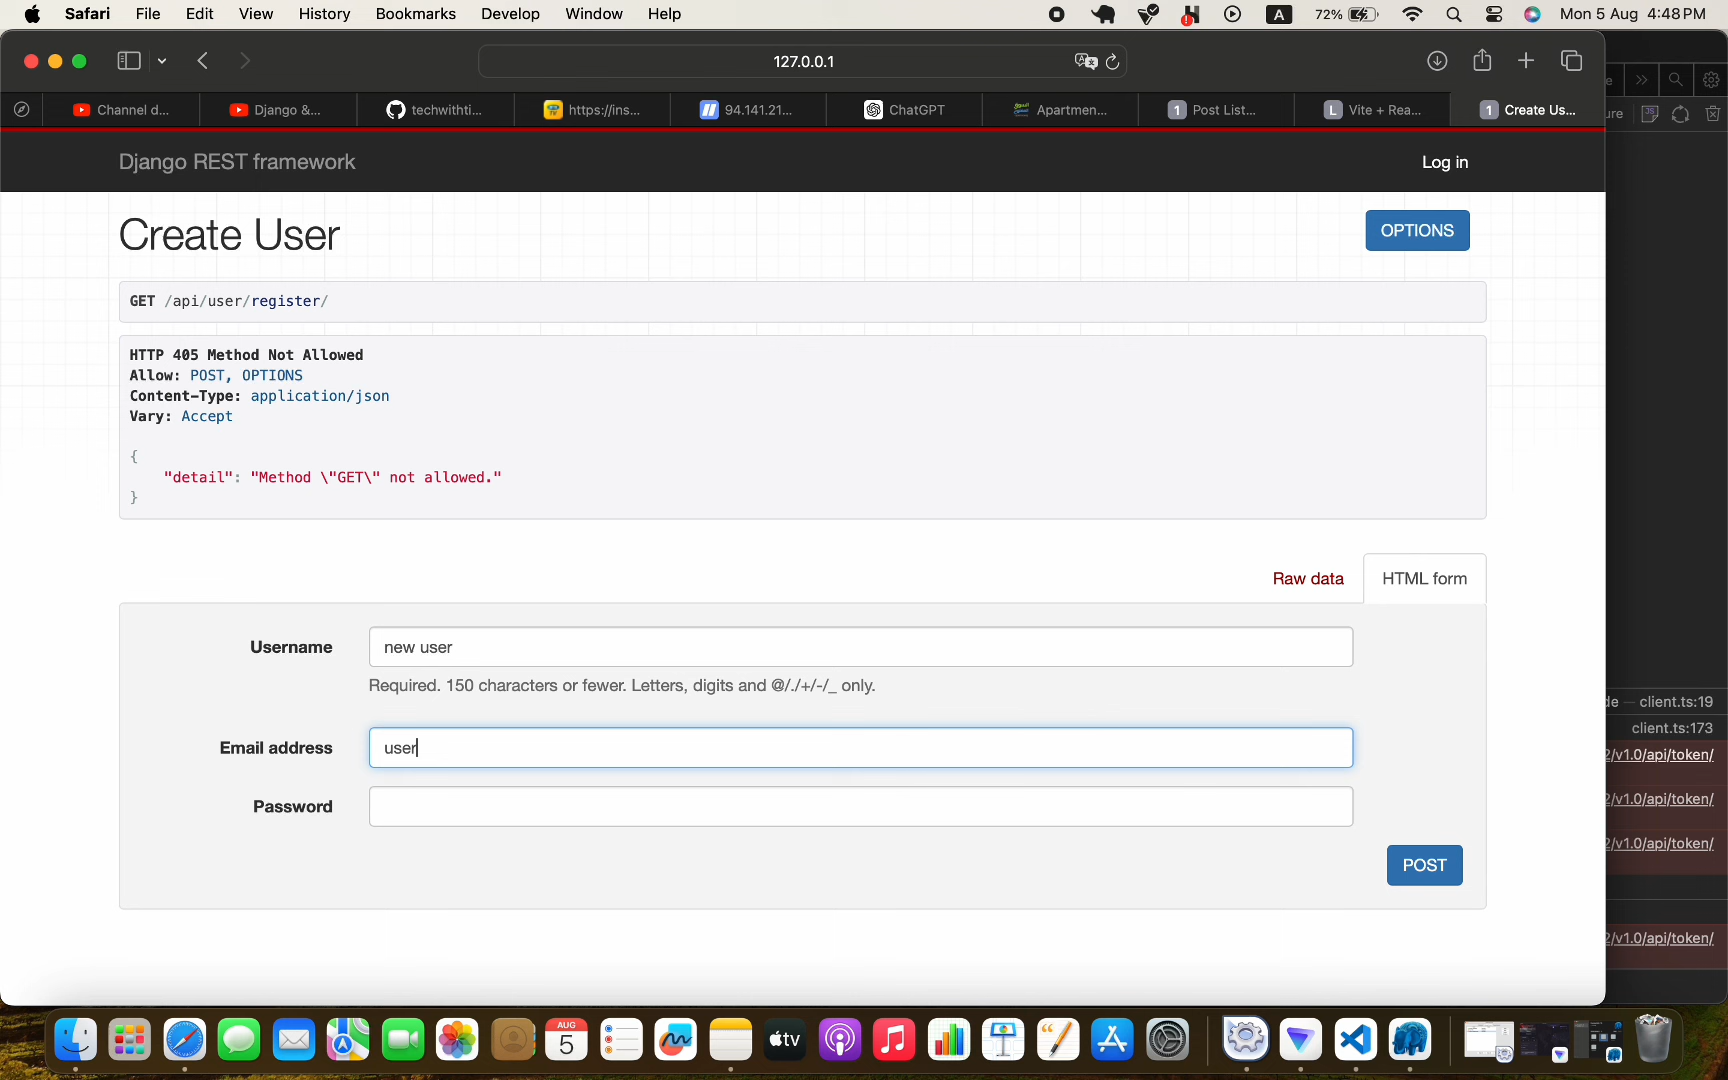 Safari File Edit View History Bookmarks Develop Window Help A 72% Mon 5 Aug 4:48 PM
127.0.0.1
Channel d... Django &... techwithti... https://ins... 94.141.21... ChatGPT Apartmen... 1 Post List... L Vite + Rea... 1 Create Us...
Django REST framework Log in
Create User OPTIONS
GET /api/user/register/
HTTP 405 Method Not Allowed
Allow: POST, OPTIONS
Content-Type: application/json
Vary: Accept
{
"detail": "Method \"GET\" not allowed."
}
Raw data HTML form
Username new user
Required. 150 characters or fewer. Letters, digits and @/./+/-/_ only.
Email address user
Password
POST
client.ts:19
client.ts:173
/v1.0/api/token/
/v1.0/api/token/
/v1.0/api/token/
/v1.0/api/token/
AUG
5
tv